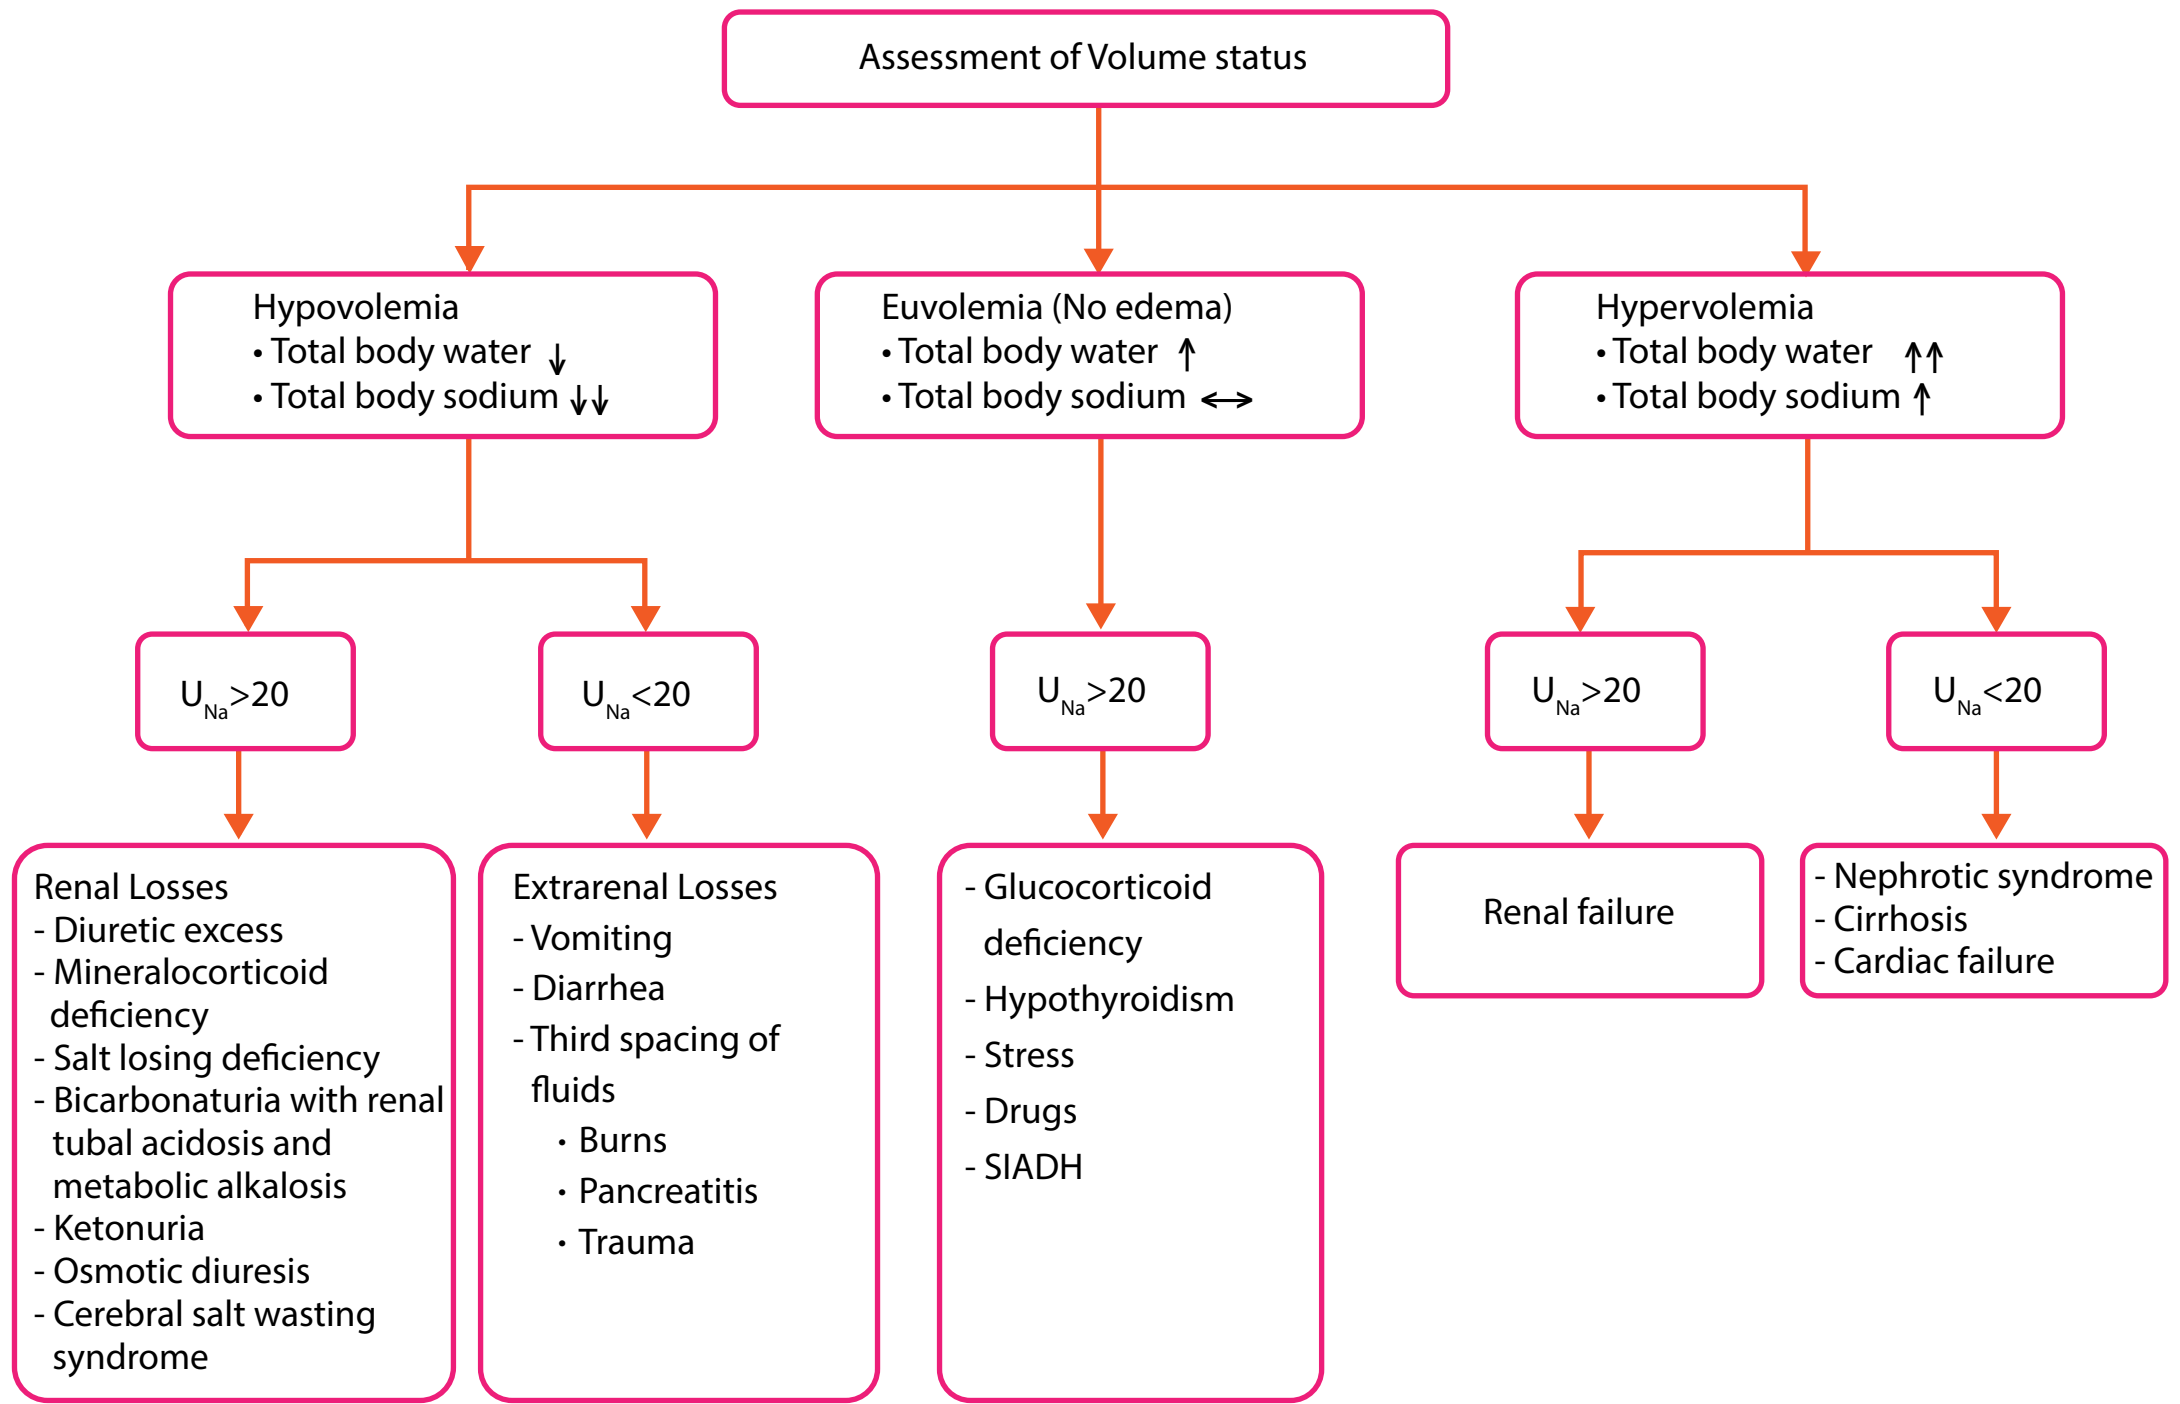 Assessment of Volume status
Hypovolemia
• Total body water ↓
• Total body sodium ↓↓
Euvolemia (No edema)
• Total body water ↑
• Total body sodium ↔
Hypervolemia
• Total body water ↑↑
• Total body sodium ↑
UNa>20
UNa<20
UNa>20
UNa>20
UNa<20
Renal Losses
- Diuretic excess
- Mineralocorticoid
deficiency
- Salt losing deficiency
- Bicarbonaturia with renal
tubal acidosis and
metabolic alkalosis
- Ketonuria
- Osmotic diuresis
- Cerebral salt wasting
syndrome
Extrarenal Losses
- Vomiting
- Diarrhea
- Third spacing of
fluids
• Burns
• Pancreatitis
• Trauma
- Glucocorticoid
deficiency
- Hypothyroidism
- Stress
- Drugs
- SIADH
Renal failure
- Nephrotic syndrome
- Cirrhosis
- Cardiac failure